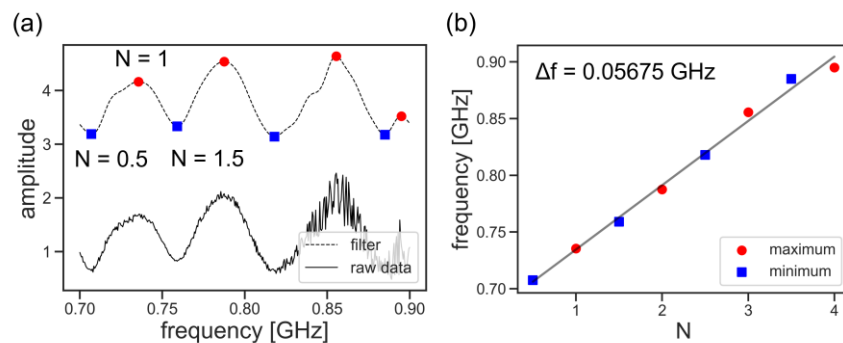 (a)
N = 1
N = 0.5
N = 1.5
amplitude
4
3
2
1
filter
raw data
0.70
0.75
0.80
0.85
0.90
frequency [GHz]
(b)
Δf = 0.05675 GHz
frequency [GHz]
0.90
0.85
0.80
0.75
0.70
maximum
minimum
1
2
3
4
N